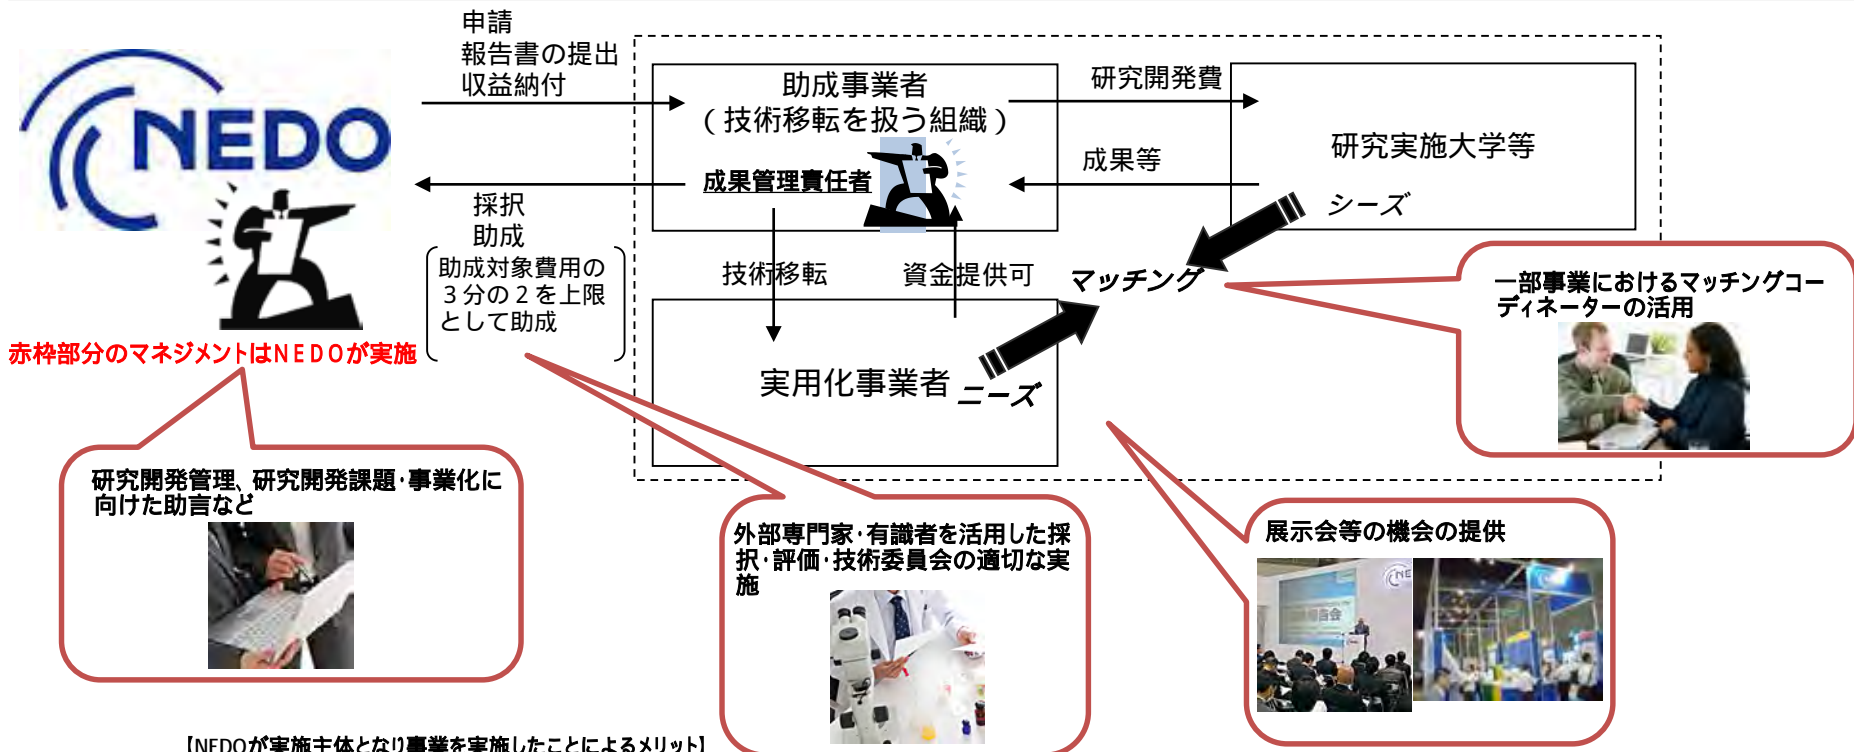 申請
報告書の提出
収益納付
NEDO
助成事業者
(技術移転を扱う組織)
研究開発費
研究実施大学等
成果管理責任者
成果等
シーズ
採択
助成
助成対象費用の
３分の２を上限
として助成
技術移転
資金提供可
マッチング
一部事業におけるマッチングコー
ディネーターの活用
赤枠部分のマネジメントはNEDOが実施
実用化事業者
ニーズ
研究開発管理、研究開発課題・事業化に
向けた助言など
外部専門家・有識者を活用した採
択・評価・技術委員会の適切な実
施
展示会等の機会の提供
告会
【NEDOが実施主体となり事業を実施したことによるメリット】